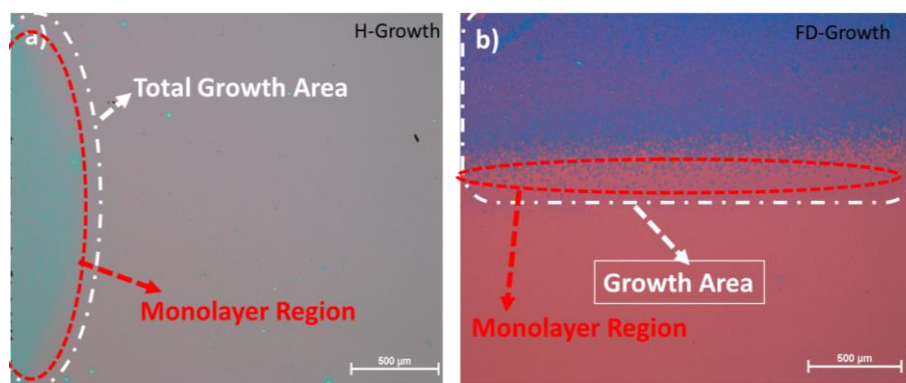 a)
H-Growth
Total Growth Area
Monolayer Region
500 µm
b)
FD-Growth
Growth Area
Monolayer Region
500 µm